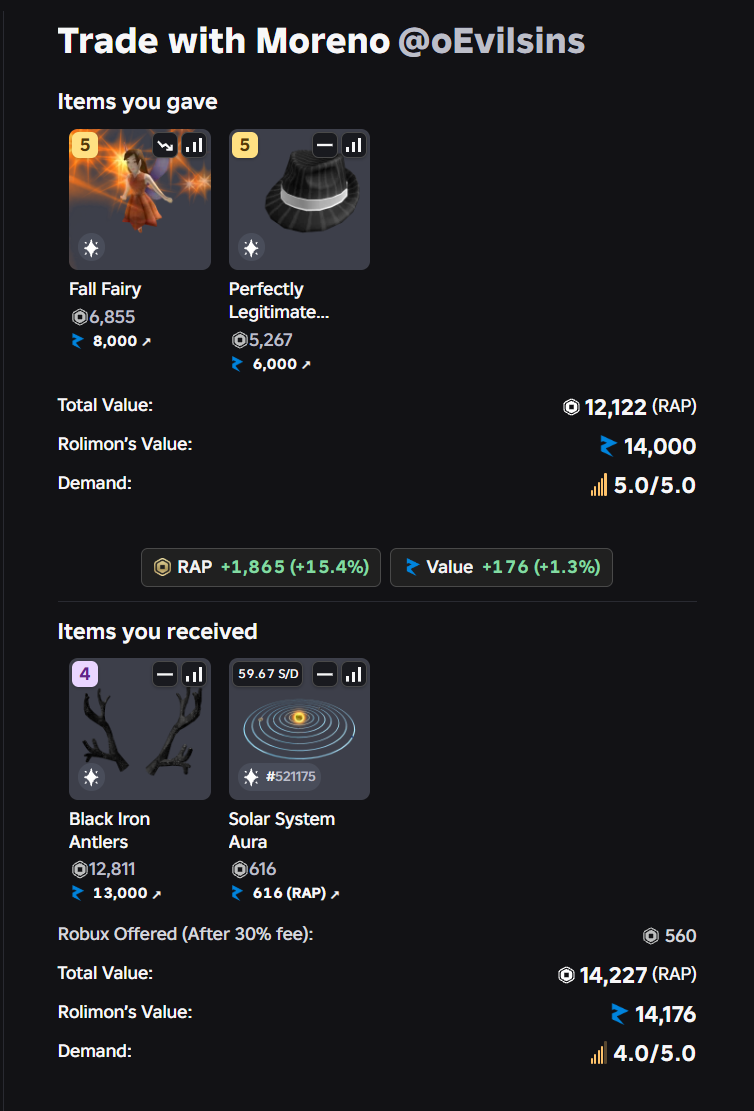 Trade with Moreno @oEvilsins
Items you gave
5
5
Fall Fairy
6,855
8,000 ↗
Perfectly
Legitimate...
5,267
6,000 ↗
Total Value: 12,122 (RAP)
Rolimon's Value: 14,000
Demand: 5.0/5.0
RAP +1,865 (+15.4%) Value +176 (+1.3%)
Items you received
4
59.67 S/D
#521175
Black Iron
Antlers
12,811
13,000 ↗
Solar System
Aura
616
616 (RAP) ↗
Robux Offered (After 30% fee): 560
Total Value: 14,227 (RAP)
Rolimon's Value: 14,176
Demand: 4.0/5.0